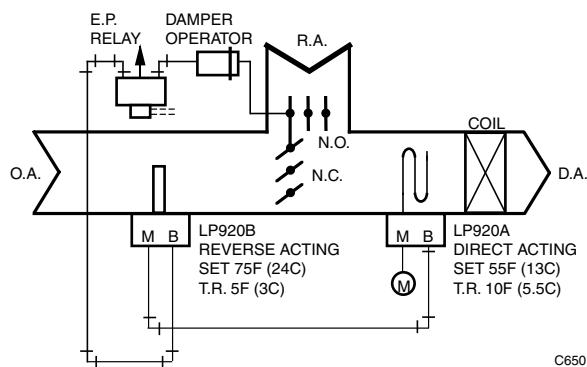 E.P.
RELAY
DAMPER
OPERATOR
R.A.
COIL
N.O.
O.A.
N.C.
D.A.
M B
LP920B
REVERSE ACTING
SET 75F (24C)
T.R. 5F (3C)
M B
LP920A
DIRECT ACTING
SET 55F (13C)
T.R. 10F (5.5C)
M
C650